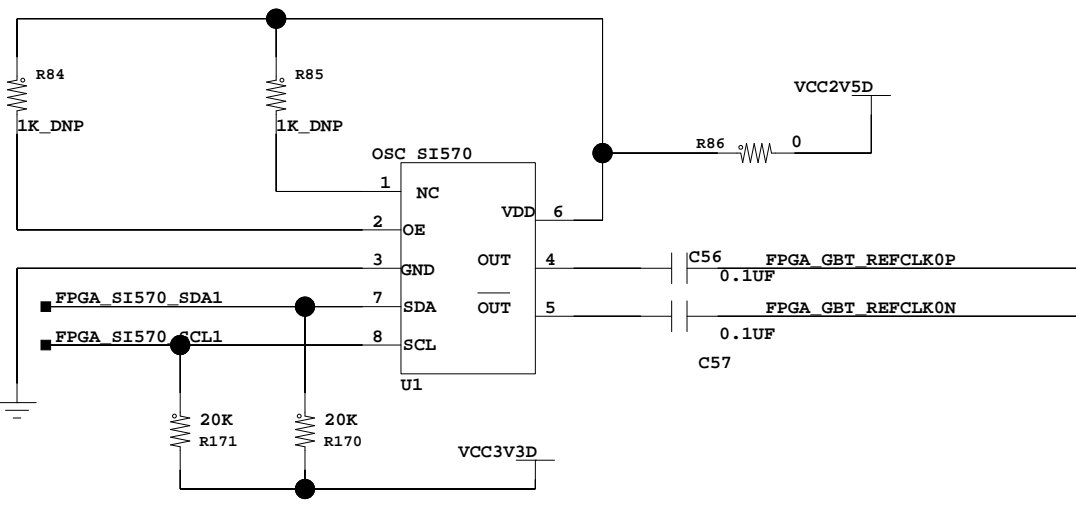 R84
R85
VCC2V5D
1K_DNP
1K_DNP
R86
0
OSC SI570
1
NC
VDD
6
2
OE
3
GND
OUT
4
C56
FPGA_GBT_REFCLK0P
0.1UF
FPGA_SI570_SDA1
7
SDA
OUT
5
FPGA_GBT_REFCLK0N
FPGA_SI570_SCL1
8
SCL
0.1UF
C57
U1
20K
R171
20K
R170
VCC3V3D